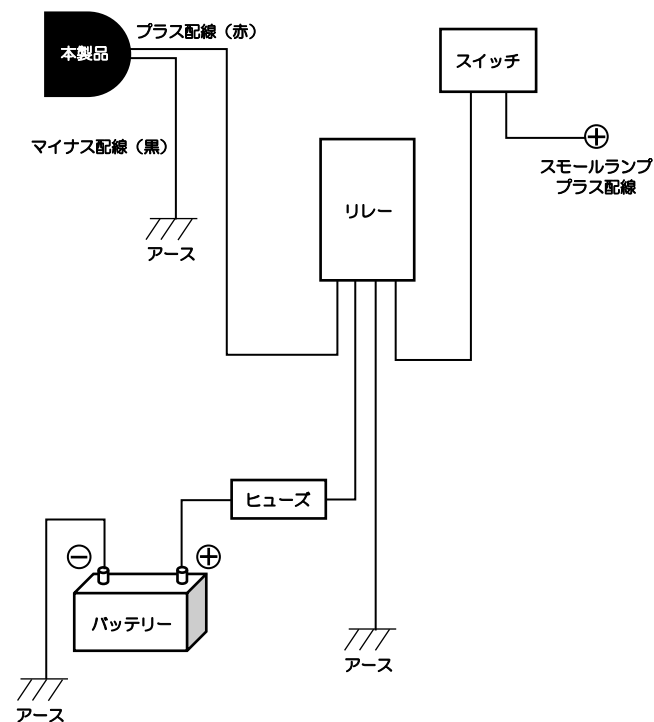 プラス配線（赤）
本製品
マイナス配線（黒）
アース
スイッチ
⊕
スモールランプ
プラス配線
リレー
ヒューズ
⊖
⊕
バッテリー
アース
アース